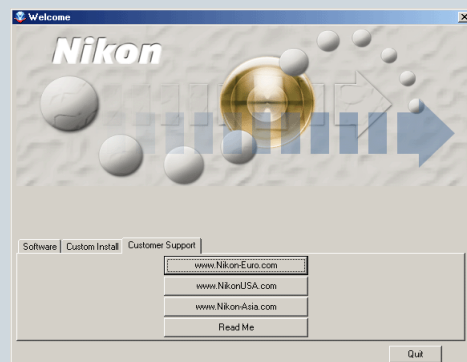 Welcome
Nikon
Software Custom Install Customer Support
www.Nikon-Euro.com
www.NikonUSA.com
www.Nikon-Asia.com
Read Me
Quit